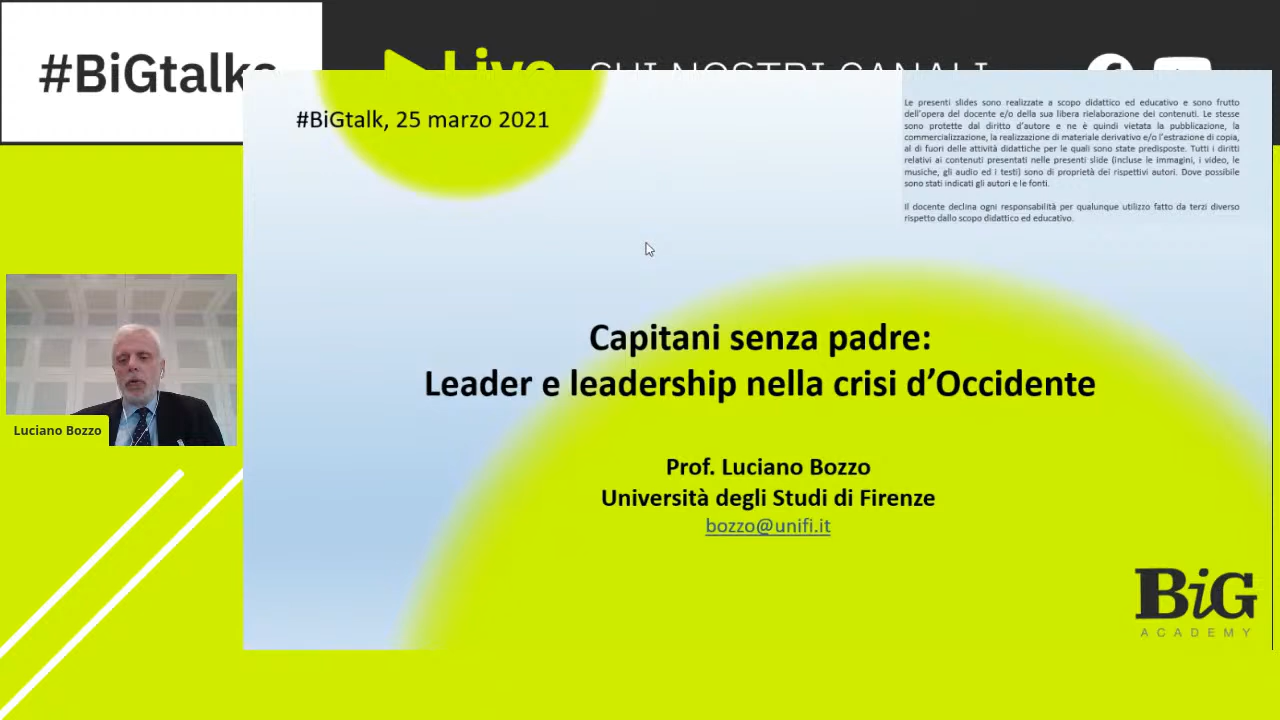 #BiGtalks
Live SUI NOSTRI CANALI
#BiGtalk, 25 marzo 2021
Le presenti slides sono realizzate a scopo didattico ed educativo e sono frutto
dell'opera del docente e/o della sua libera rielaborazione dei contenuti. Le stesse
sono protette dal diritto d'autore e ne è quindi vietata la pubblicazione, la
commercializzazione, la realizzazione di materiale derivativo e/o l'estrazione di copia,
al di fuori delle attività didattiche per le quali sono state predisposte. Tutti i diritti
relativi ai contenuti presentati nelle presenti slide (incluse le immagini, i video, le
musiche, gli audio ed i testi) sono di proprietà dei rispettivi autori. Dove possibile
sono stati indicati gli autori e le fonti.
Il docente declina ogni responsabilità per qualunque utilizzo fatto da terzi diverso
rispetto dallo scopo didattico ed educativo.
Capitani senza padre:
Leader e leadership nella crisi d'Occidente
Luciano Bozzo
Prof. Luciano Bozzo
Università degli Studi di Firenze
bozzo@unifi.it
BiG
ACADEMY